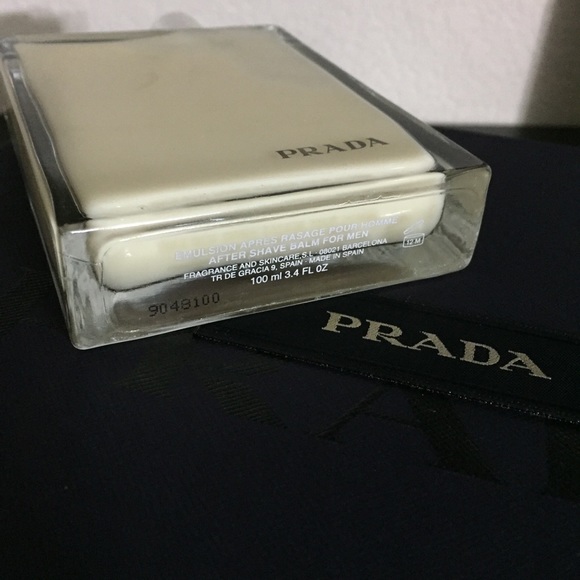 PRADA
EMULSION APRES RASAGE POUR HOMME
AFTER SHAVE BALM FOR MEN
FRAGRANCE AND SKINCARE, S.L. - 08021 BARCELONA
TR DE GRACIA 9, SPAIN - MADE IN SPAIN
100 ml 3.4 FL OZ
12 M
9048100
PRADA